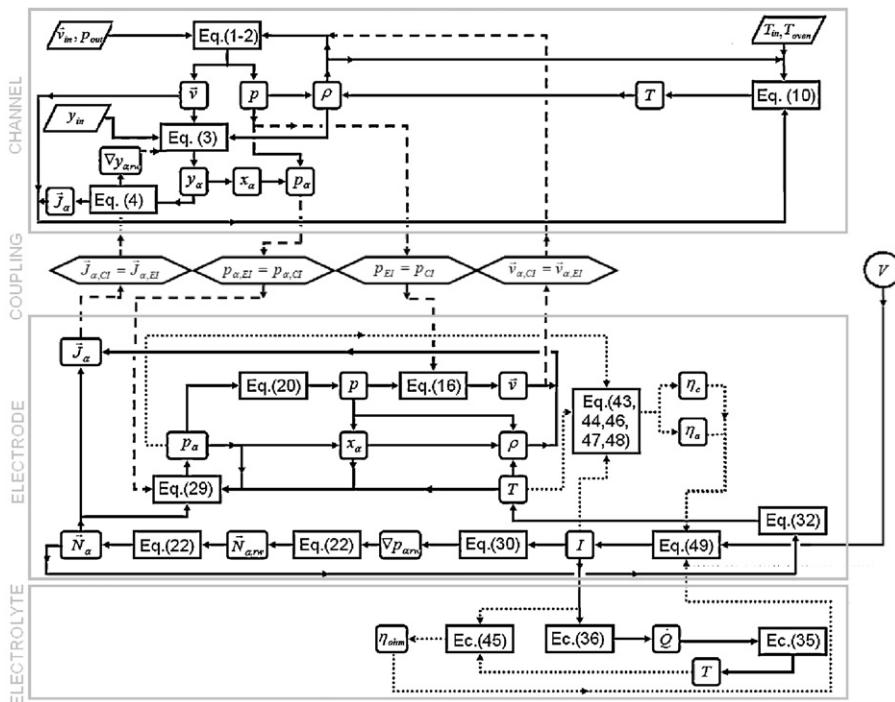 CHANNEL
v⃗in, pout
Eq.(1-2)
Tin, Toven
v⃗
p
ρ
T
Eq. (10)
yin
Eq. (3)
∇yα,rw
yα
xα
pα
J⃗α
Eq. (4)
COUPLING
J⃗α,CI = J⃗α,EI
pα,EI = pα,CI
pEI = pCI
v⃗α,CI = v⃗α,EI
V
ELECTRODE
J⃗α
Eq.(20)
p
Eq.(16)
v⃗
Eq.(43,
44,46,
47,48)
ηc
ηa
pα
xα
ρ
Eq.(29)
T
Eq.(32)
N⃗α
Eq.(22)
N⃗α,rw
Eq.(22)
∇pα,rw
Eq.(30)
I
Eq.(49)
ELECTROLYTE
ηohm
Ec.(45)
Ec.(36)
Q̇
Ec.(35)
T